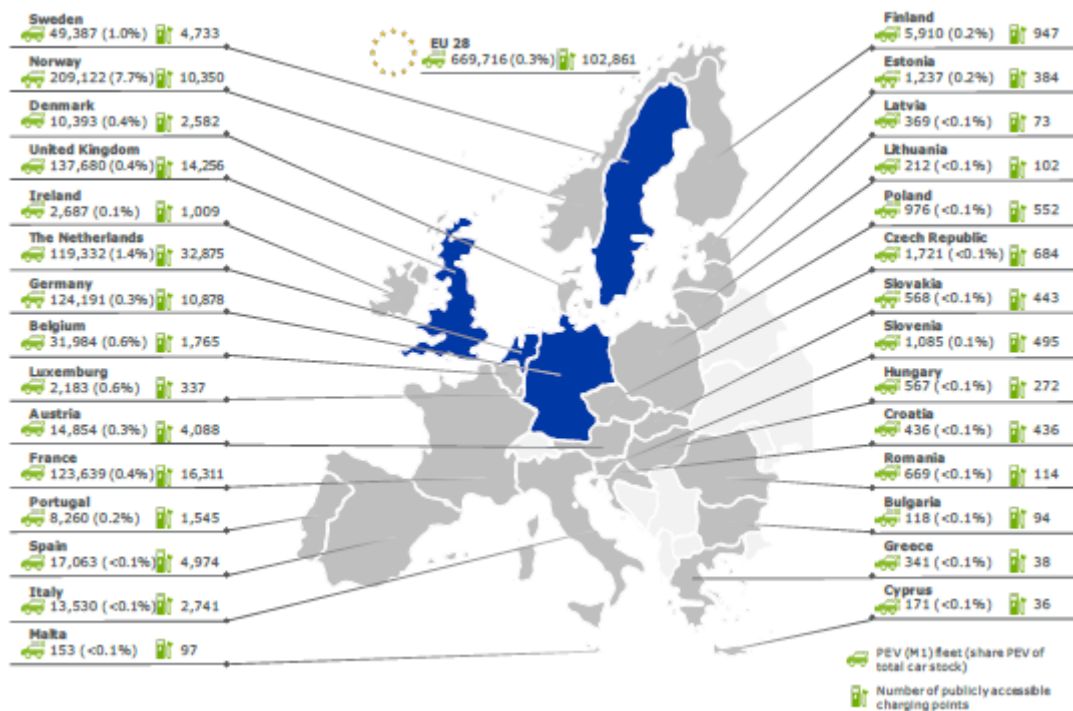 Sweden
49,387 (1.0%) 4,733
Norway
209,122 (7.7%) 10,350
Denmark
10,393 (0.4%) 2,582
United Kingdom
137,680 (0.4%) 14,256
Ireland
2,687 (0.1%) 1,009
The Netherlands
119,332 (1.4%) 32,875
Germany
124,191 (0.3%) 10,878
Belgium
31,984 (0.6%) 1,765
Luxemburg
2,183 (0.6%) 337
Austria
14,854 (0.3%) 4,088
France
123,639 (0.4%) 16,311
Portugal
8,260 (0.2%) 1,545
Spain
17,063 (<0.1%) 4,974
Italy
13,530 (<0.1%) 2,741
Malta
153 (<0.1%) 97
EU 28
669,716 (0.3%) 102,861
Finland
5,910 (0.2%) 947
Estonia
1,237 (0.2%) 384
Latvia
369 (<0.1%) 73
Lithuania
212 (<0.1%) 102
Poland
976 (<0.1%) 552
Czech Republic
1,721 (<0.1%) 684
Slovakia
568 (<0.1%) 443
Slovenia
1,085 (0.1%) 495
Hungary
567 (<0.1%) 272
Croatia
436 (<0.1%) 436
Romania
669 (<0.1%) 114
Bulgaria
118 (<0.1%) 94
Greece
341 (<0.1%) 38
Cyprus
171 (<0.1%) 36
PEV (M1) fleet (share PEV of
total car stock)
Number of publicly accessible
charging points